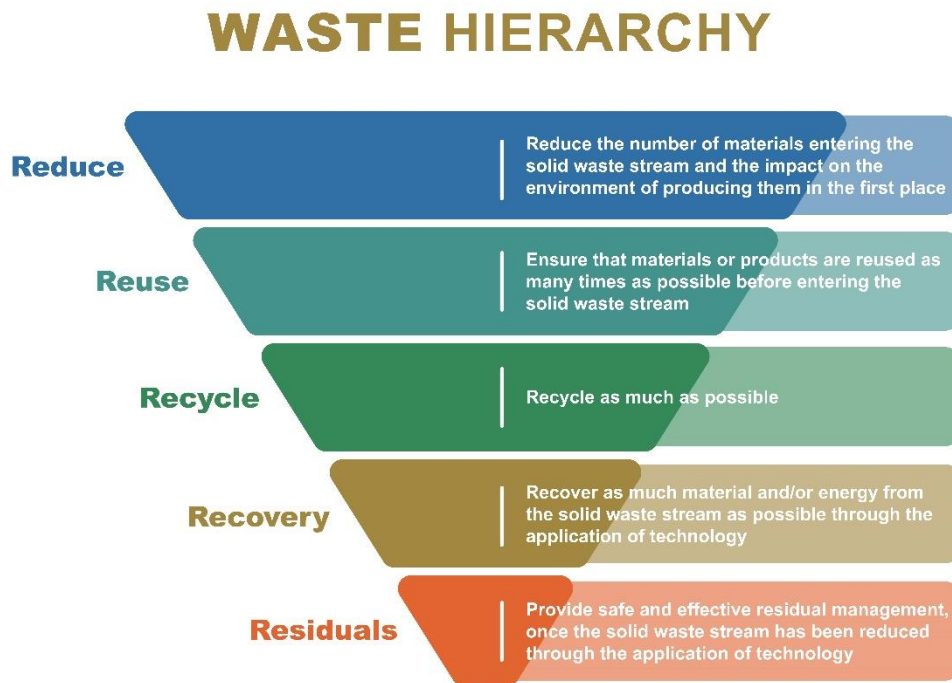 WASTE HIERARCHY
Reduce
Reduce the number of materials entering the
solid waste stream and the impact on the
environment of producing them in the first place
Reuse
Ensure that materials or products are reused as
many times as possible before entering the
solid waste stream
Recycle
Recycle as much as possible
Recovery
Recover as much material and/or energy from
the solid waste stream as possible through the
application of technology
Residuals
Provide safe and effective residual management,
once the solid waste stream has been reduced
through the application of technology